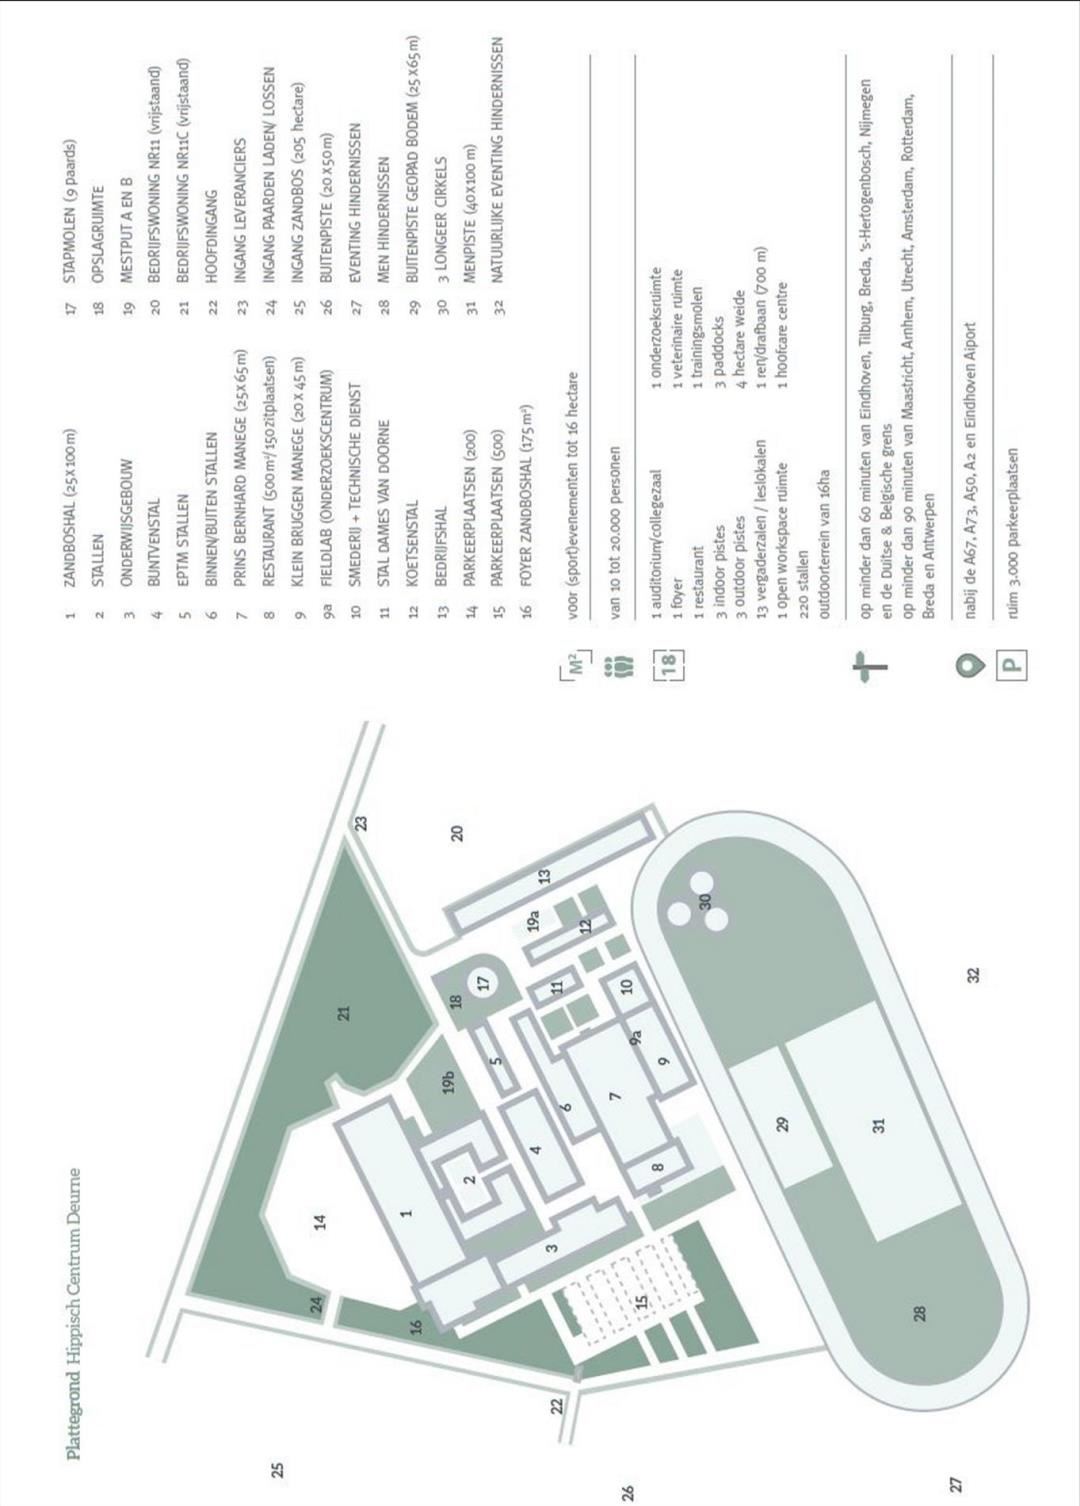 Plattegrond Hippisch Centrum Deurne
25
26
27
22
24
14
16
1
2
3
15
21
19b
18
17
5
4
6
7
8
9
9a
10
11
12
19a
13
23
20
28
29
30
31
32
1 ZANDBOSHAL (25X100m)
2 STALLEN
3 ONDERWIJSGEBOUW
4 BUNTVENSTAL
5 EPTM STALLEN
6 BINNEN/BUITEN STALLEN
7 PRINS BERNHARD MANEGE (25X65m)
8 RESTAURANT (500m²/150zitplaatsen)
9 KLEIN BRUGGEN MANEGE (20 X 45 m)
9a FIELDLAB (ONDERZOEKSCENTRUM)
10 SMEDERIJ + TECHNISCHE DIENST
11 STAL DAMES VAN DOORNE
12 KOETSENSTAL
13 BEDRIJFSHAL
14 PARKEERPLAATSEN (200)
15 PARKEERPLAATSEN (500)
16 FOYER ZANDBOSHAL (175 m²)
17 STAPMOLEN (9 paards)
18 OPSLAGRUIMTE
19 MESTPUT A EN B
20 BEDRIJFSWONING NR11 (vrijstaand)
21 BEDRIJFSWONING NR11C (vrijstaand)
22 HOOFDINGANG
23 INGANG LEVERANCIERS
24 INGANG PAARDEN LADEN/ LOSSEN
25 INGANG ZANDBOS (205 hectare)
26 BUITENPISTE (20 X 50 m)
27 EVENTING HINDERNISSEN
28 MEN HINDERNISSEN
29 BUITENPISTE GEOPAD BODEM (25 X 65 m)
30 3 LONGEER CIRKELS
31 MENPISTE (40X100 m)
32 NATUURLIJKE EVENTING HINDERNISSEN
M²
voor (sport)evenementen tot 16 hectare
van 10 tot 20.000 personen
18
1 auditorium/collegezaal
1 foyer
1 restaurant
3 indoor pistes
3 outdoor pistes
13 vergaderzalen / leslokalen
1 open workspace ruimte
220 stallen
outdoorterrein van 16ha
1 onderzoeksruimte
1 veterinaire ruimte
1 trainingsmolen
3 paddocks
4 hectare weide
1 ren/drafbaan (700 m)
1 hoofcare centre
op minder dan 60 minuten van Eindhoven, Tilburg, Breda, 's-Hertogenbosch, Nijmegen
en de Duitse & Belgische grens
op minder dan 90 minuten van Maastricht, Arnhem, Utrecht, Amsterdam, Rotterdam,
Breda en Antwerpen
nabij de A67, A73, A50, A2 en Eindhoven Aiport
P
ruim 3.000 parkeerplaatsen